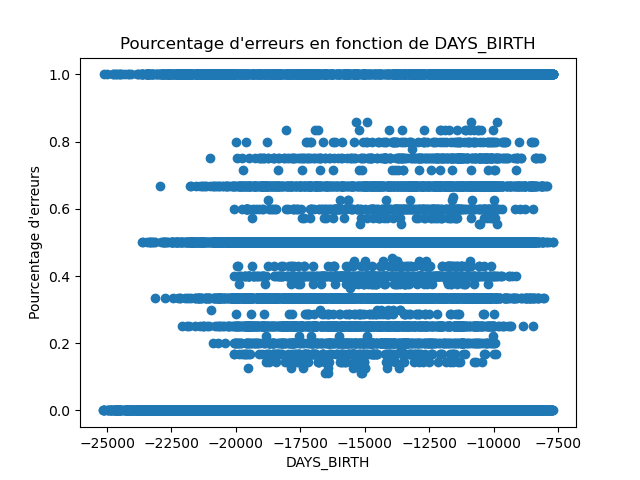 Pourcentage d'erreurs en fonction de DAYS_BIRTH
1.0
0.8
0.6
0.4
0.2
0.0
Pourcentage d'erreurs
−25000 −22500 −20000 −17500 −15000 −12500 −10000 −7500
DAYS_BIRTH